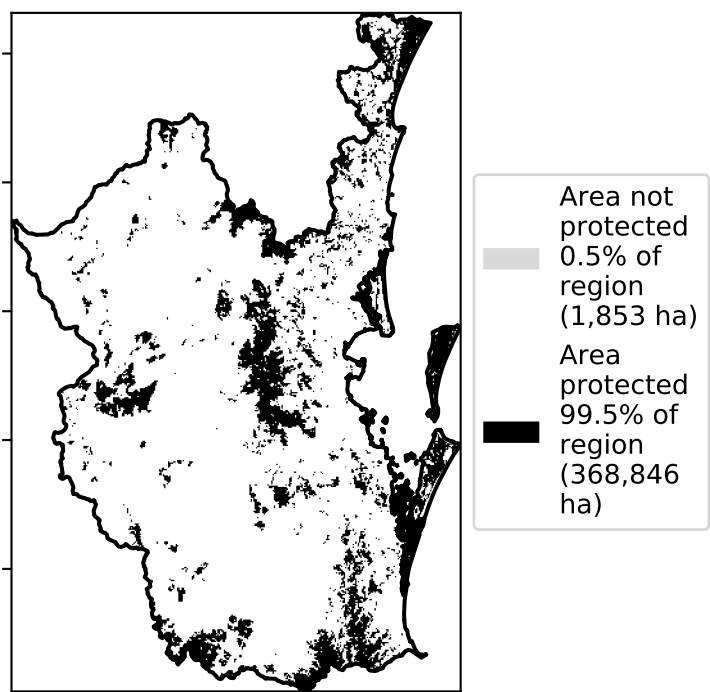 Area not
protected
0.5% of
region
(1,853 ha)
Area
protected
99.5% of
region
(368,846
ha)